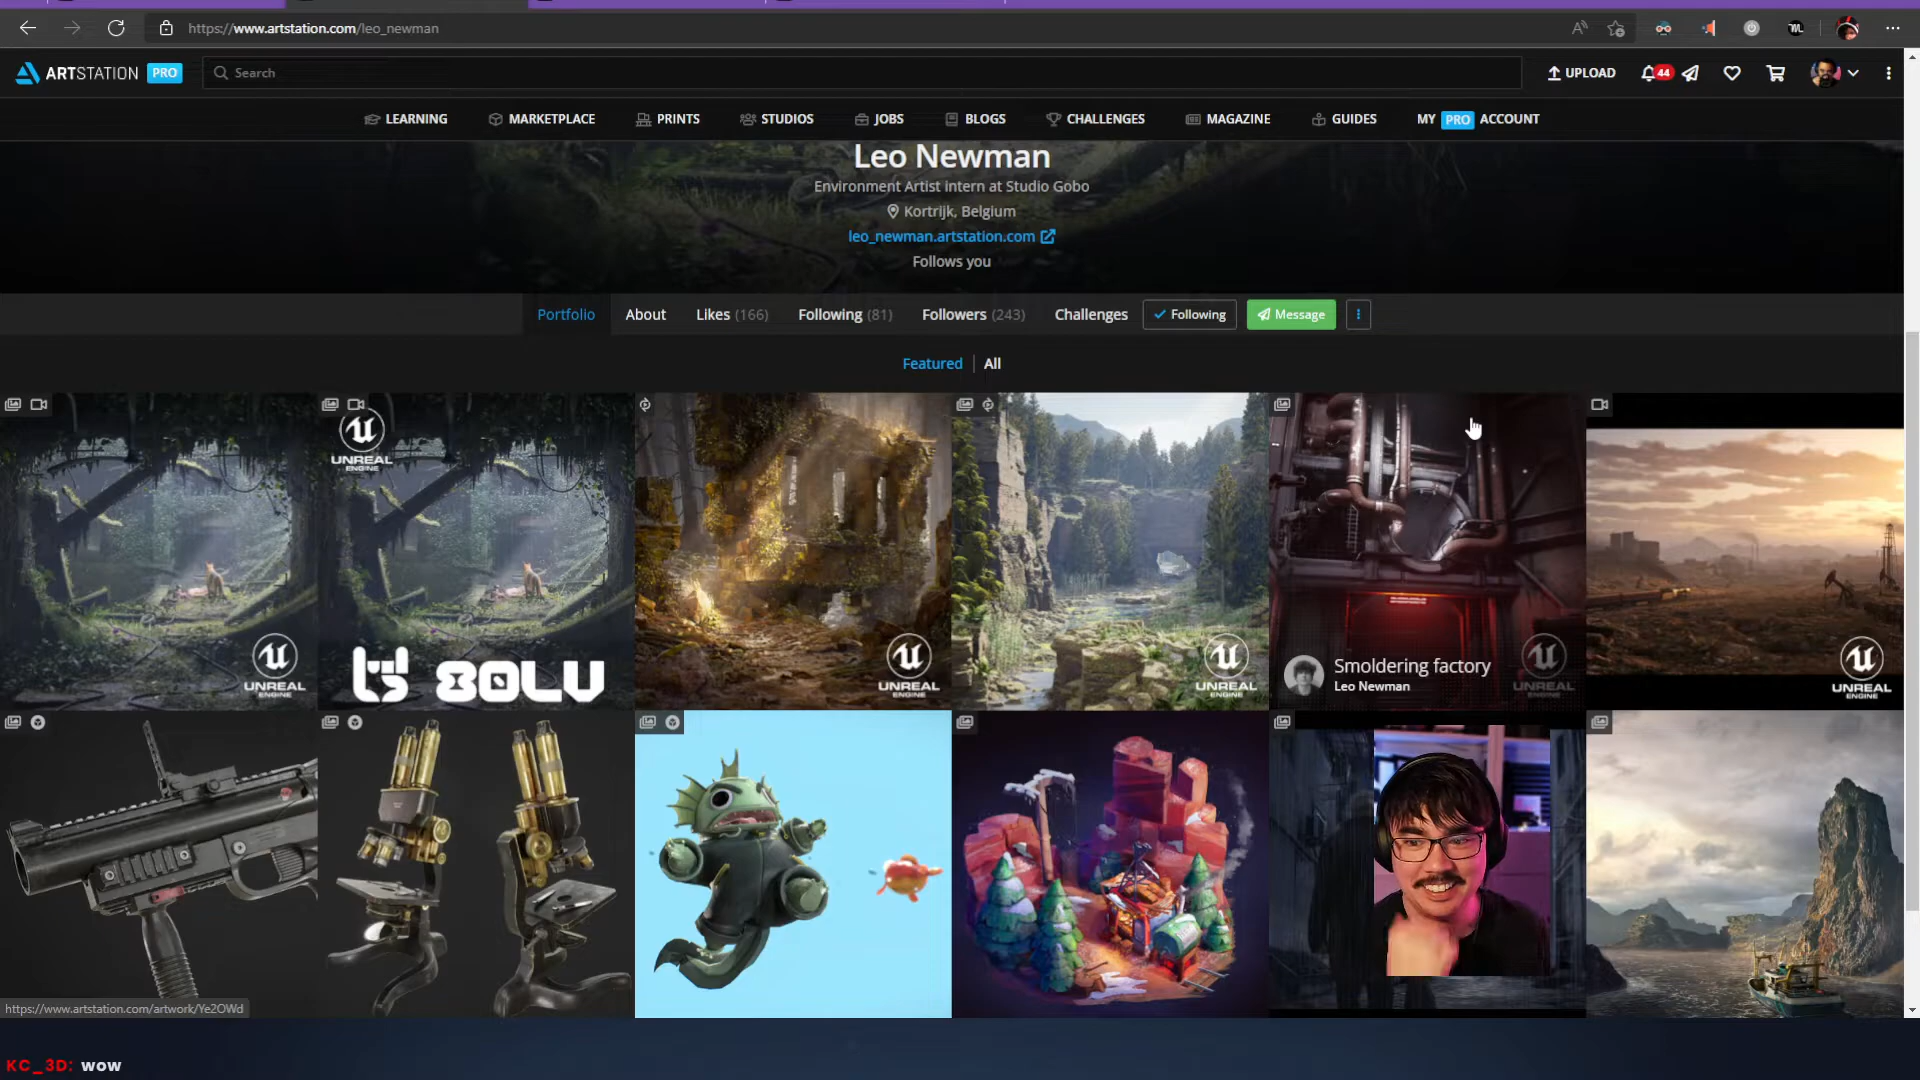 https://www.artstation.com/leo_newman
ARTSTATION PRO
Search
UPLOAD
44
LEARNING
MARKETPLACE
PRINTS
STUDIOS
JOBS
BLOGS
CHALLENGES
MAGAZINE
GUIDES
MY PRO ACCOUNT
Leo Newman
Environment Artist intern at Studio Gobo
Kortrijk, Belgium
leo_newman.artstation.com
Follows you
Portfolio
About
Likes (166)
Following (81)
Followers (243)
Challenges
Following
Message
Featured
All
UNREAL ENGINE
UNREAL ENGINE
80LV
UNREAL ENGINE
UNREAL ENGINE
Smoldering factory
Leo Newman
UNREAL ENGINE
UNREAL ENGINE
https://www.artstation.com/artwork/Ye2OWd
KC_3D: wow